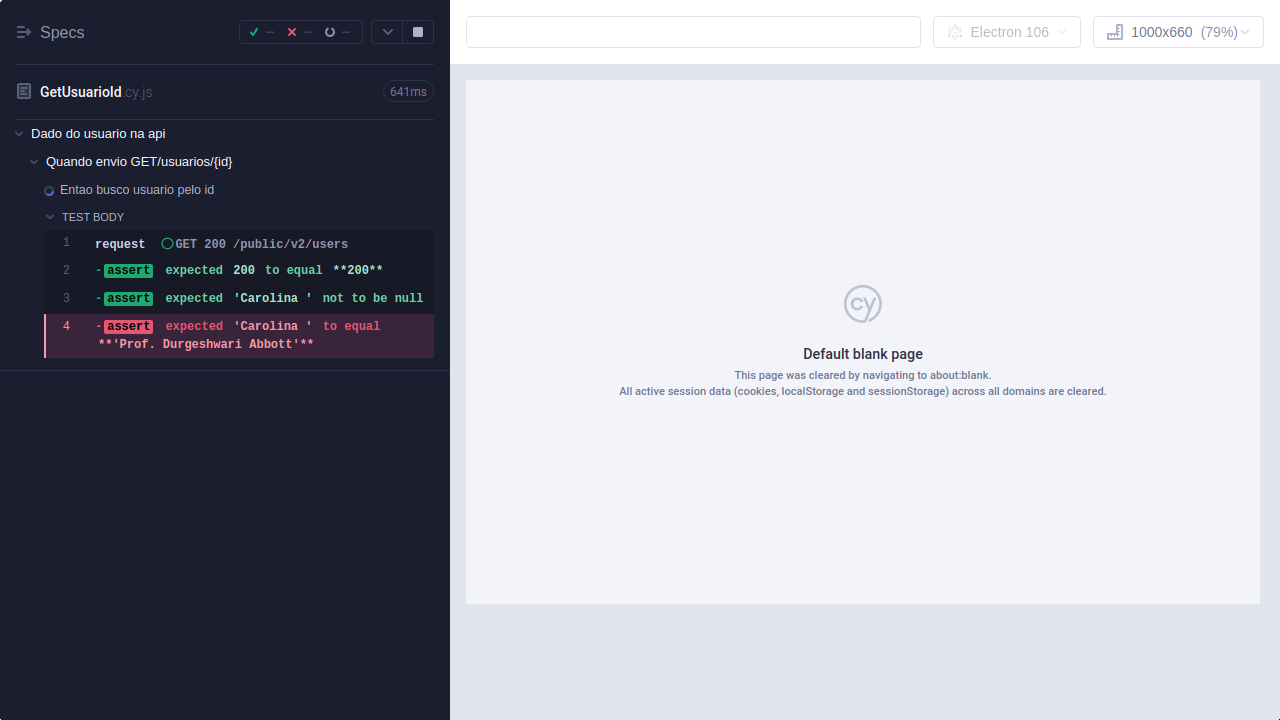 Specs
--
--
--
Electron 106
1000x660 (79%)
GetUsuarioId.cy.js
641ms
Dado do usuario na api
Quando envio GET/usuarios/{id}
Entao busco usuario pelo id
TEST BODY
1 request GET 200 /public/v2/users
2 -assert expected 200 to equal **200**
3 -assert expected 'Carolina ' not to be null
4 -assert expected 'Carolina ' to equal
**'Prof. Durgeshwari Abbott'**
cy
Default blank page
This page was cleared by navigating to about:blank.
All active session data (cookies, localStorage and sessionStorage) across all domains are cleared.